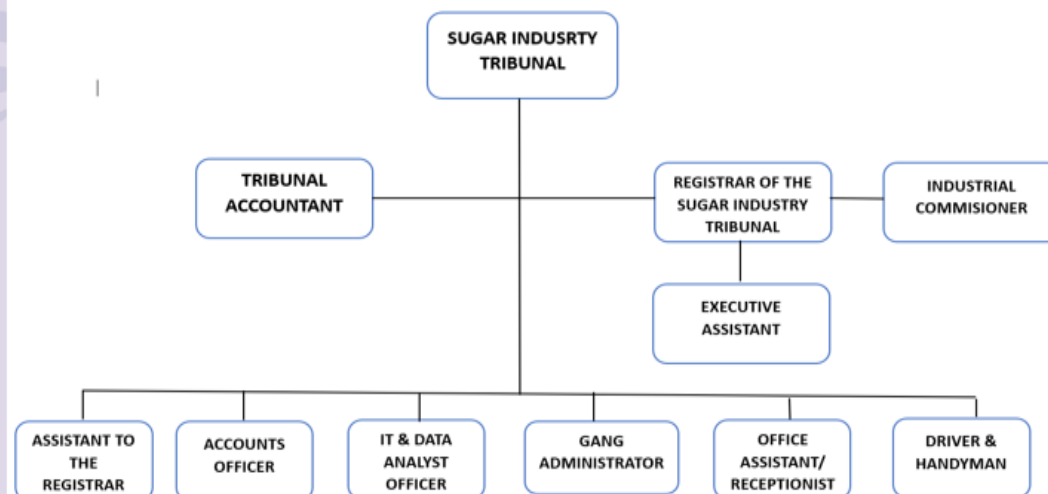 SUGAR INDUSRTY
TRIBUNAL
TRIBUNAL
ACCOUNTANT
REGISTRAR OF THE
SUGAR INDUSTRY
TRIBUNAL
INDUSTRIAL
COMMISIONER
EXECUTIVE
ASSISTANT
ASSISTANT TO
THE
REGISTRAR
ACCOUNTS
OFFICER
IT & DATA
ANALYST
OFFICER
GANG
ADMINISTRATOR
OFFICE
ASSISTANT/
RECEPTIONIST
DRIVER &
HANDYMAN